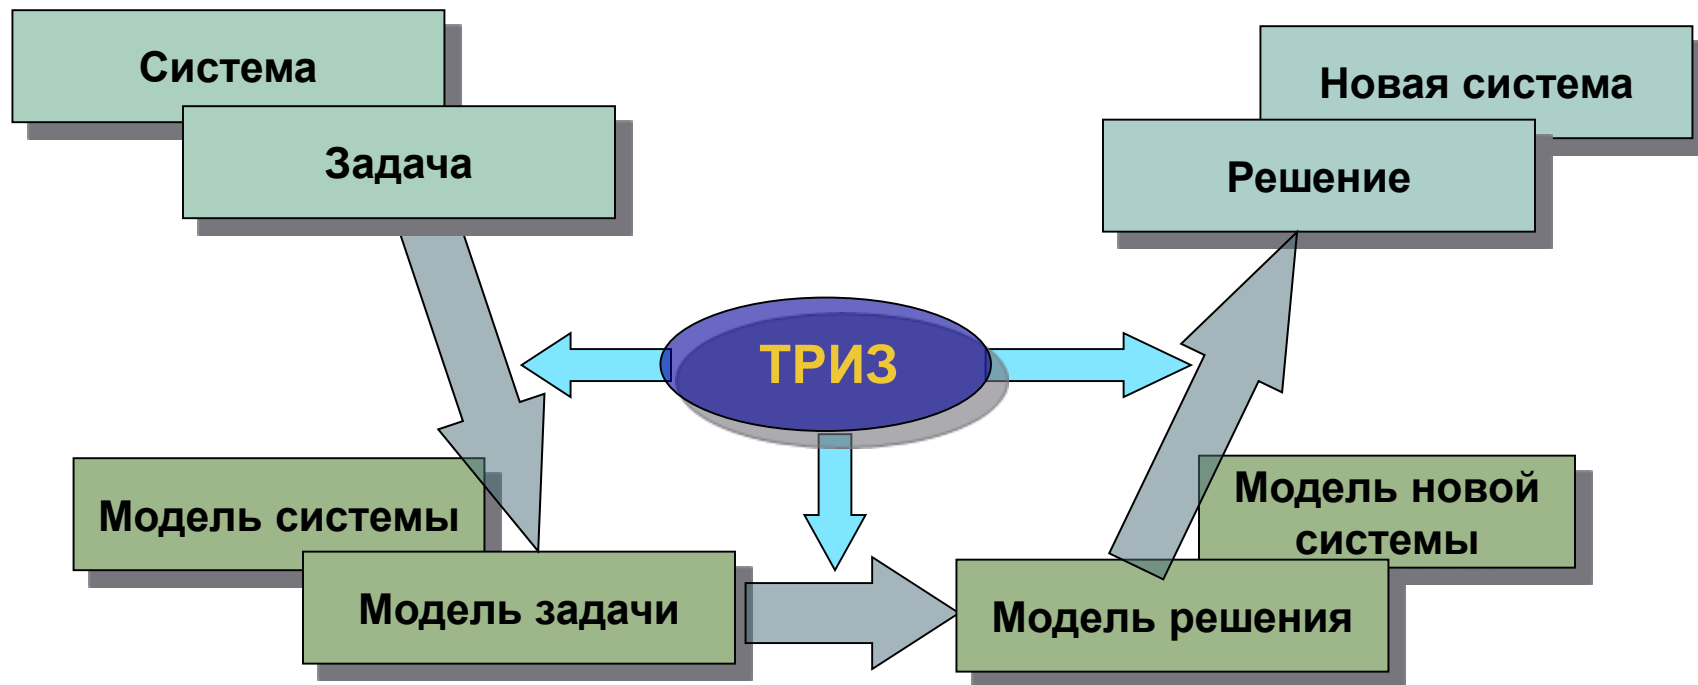 Система
Задача
Новая система
Решение
ТРИЗ
Модель системы
Модель задачи
Модель новой
системы
Модель решения